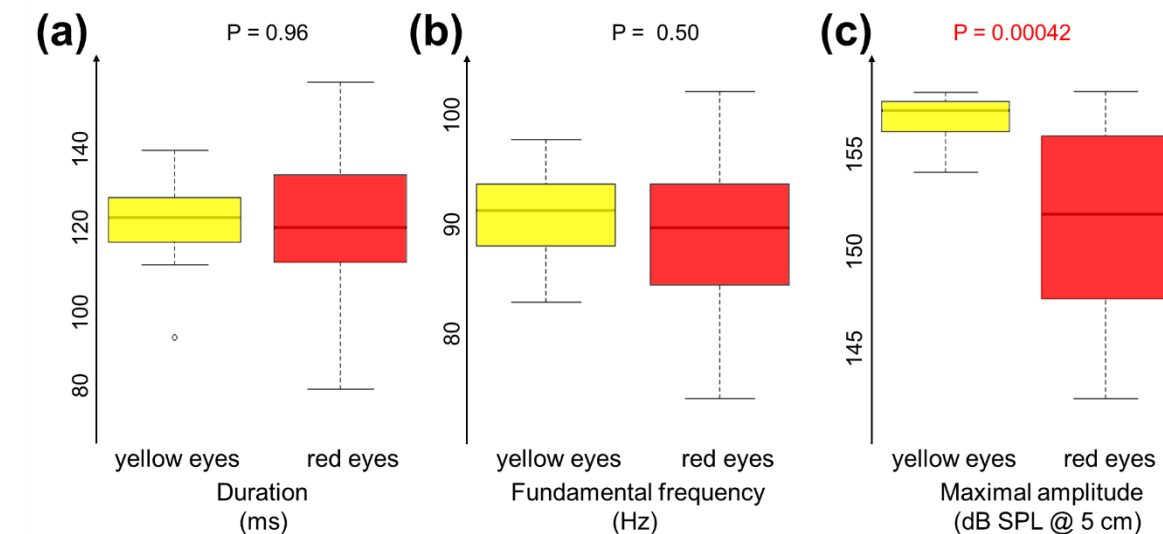 (a) P = 0.96
(b) P = 0.50
(c) P = 0.00042
140
120
100
80
100
90
80
155
150
145
yellow eyes red eyes
Duration
(ms)
yellow eyes red eyes
Fundamental frequency
(Hz)
yellow eyes red eyes
Maximal amplitude
(dB SPL @ 5 cm)